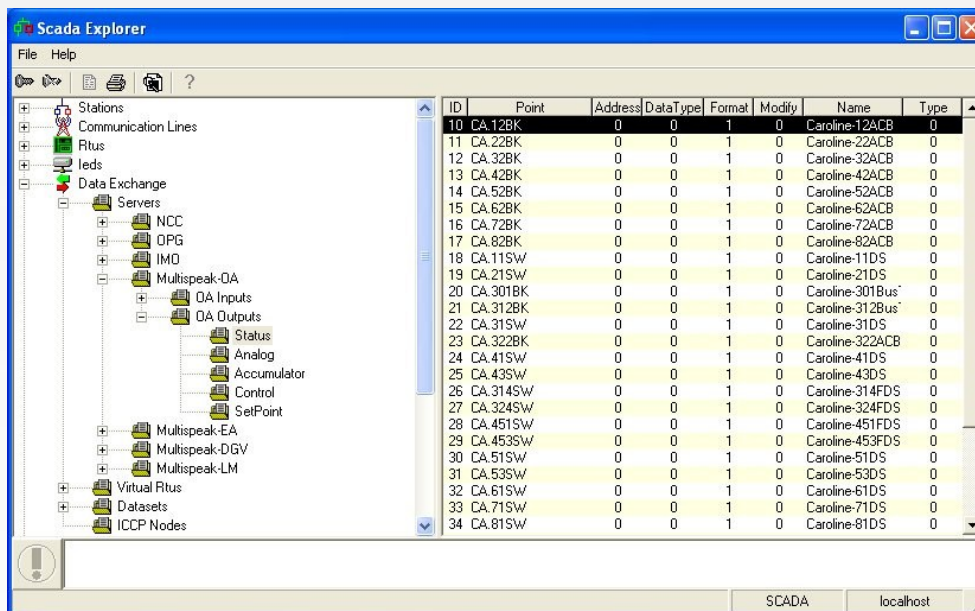 Scada Explorer
File Help
?
Stations
Communication Lines
Rtus
Ieds
Data Exchange
Servers
NCC
OPG
IMO
Multispeak-OA
OA Inputs
OA Outputs
Status
Analog
Accumulator
Control
SetPoint
Multispeak-EA
Multispeak-DGV
Multispeak-LM
Virtual Rtus
Datasets
ICCP Nodes
ID Point Address DataType Format Modify Name Type
10 CA.12BK 0 0 1 0 Caroline-12ACB 0
11 CA.22BK 0 0 1 0 Caroline-22ACB 0
12 CA.32BK 0 0 1 0 Caroline-32ACB 0
13 CA.42BK 0 0 1 0 Caroline-42ACB 0
14 CA.52BK 0 0 1 0 Caroline-52ACB 0
15 CA.62BK 0 0 1 0 Caroline-62ACB 0
16 CA.72BK 0 0 1 0 Caroline-72ACB 0
17 CA.82BK 0 0 1 0 Caroline-82ACB 0
18 CA.11SW 0 0 1 0 Caroline-11DS 0
19 CA.21SW 0 0 1 0 Caroline-21DS 0
20 CA.301BK 0 0 1 0 Caroline-301Bus 0
21 CA.312BK 0 0 1 0 Caroline-312Bus 0
22 CA.31SW 0 0 1 0 Caroline-31DS 0
23 CA.322BK 0 0 1 0 Caroline-322ACB 0
24 CA.41SW 0 0 1 0 Caroline-41DS 0
25 CA.43SW 0 0 1 0 Caroline-43DS 0
26 CA.314SW 0 0 1 0 Caroline-314FDS 0
27 CA.324SW 0 0 1 0 Caroline-324FDS 0
28 CA.451SW 0 0 1 0 Caroline-451FDS 0
29 CA.453SW 0 0 1 0 Caroline-453FDS 0
30 CA.51SW 0 0 1 0 Caroline-51DS 0
31 CA.53SW 0 0 1 0 Caroline-53DS 0
32 CA.61SW 0 0 1 0 Caroline-61DS 0
33 CA.71SW 0 0 1 0 Caroline-71DS 0
34 CA.81SW 0 0 1 0 Caroline-81DS 0
SCADA localhost